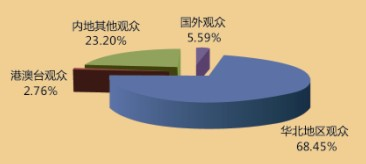 内地其他观众
23.20%
国外观众
5.59%
港澳台观众
2.76%
华北地区观众
68.45%